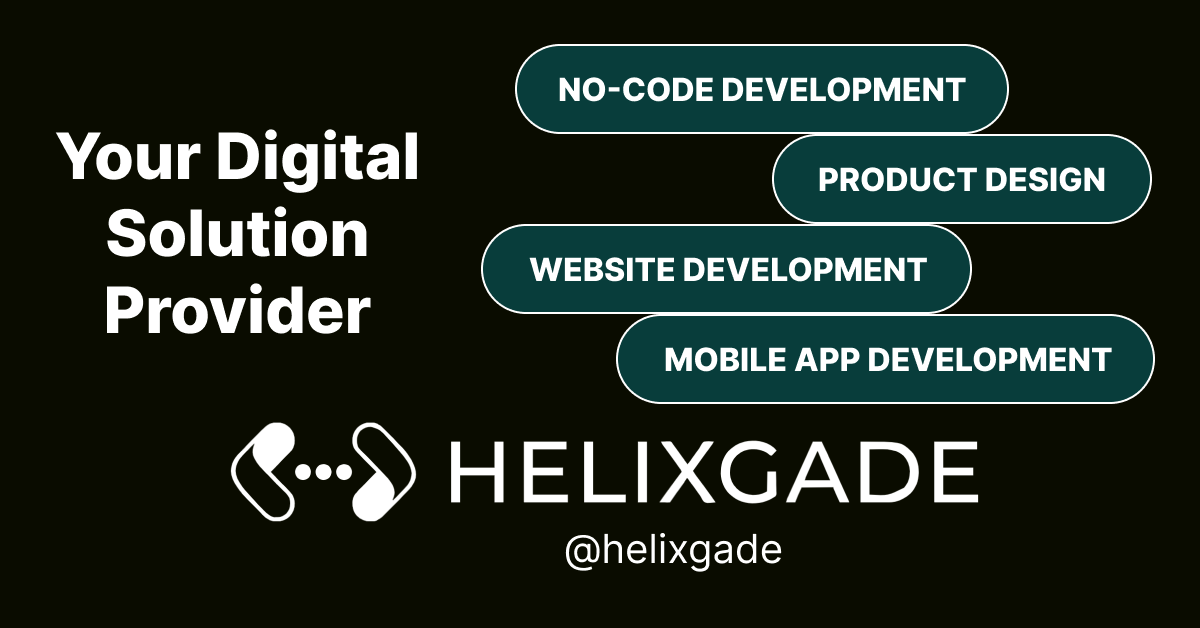 Your Digital
Solution
Provider
NO-CODE DEVELOPMENT
PRODUCT DESIGN
WEBSITE DEVELOPMENT
MOBILE APP DEVELOPMENT
HELIXGADE
@helixgade